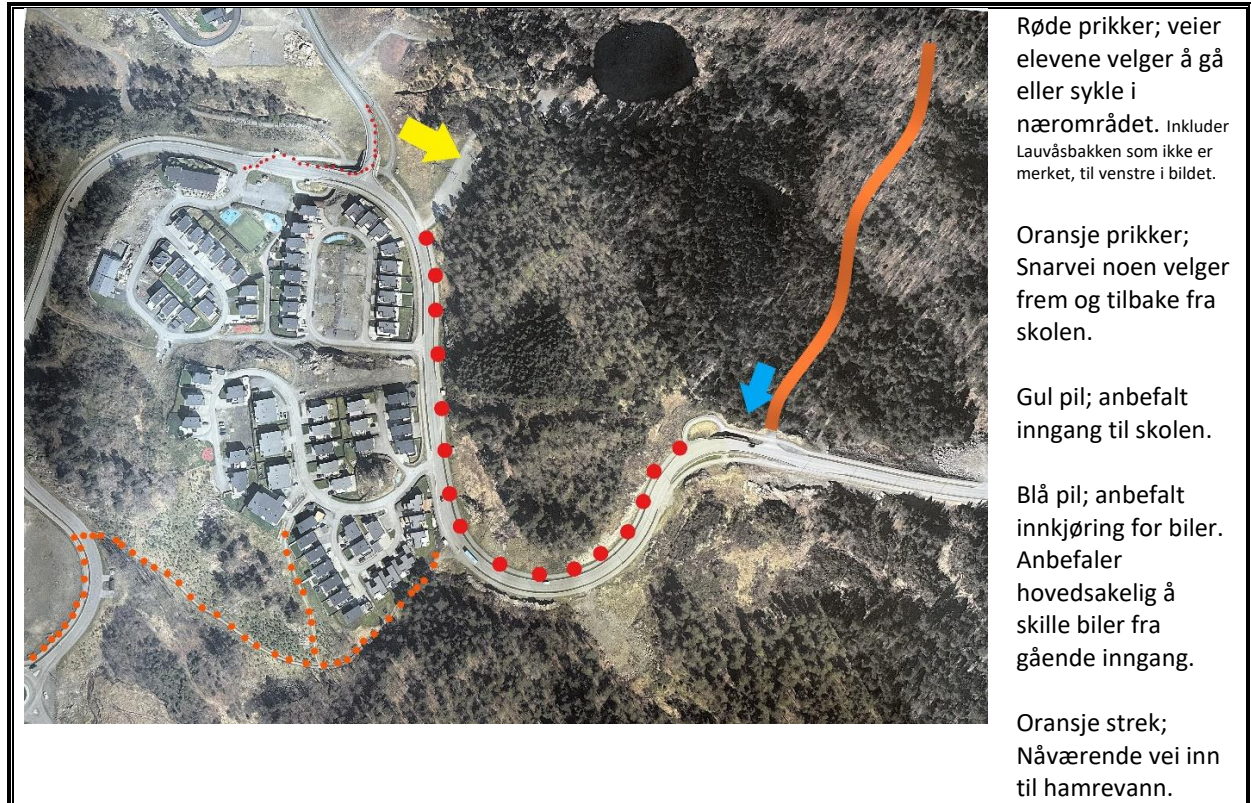 Røde prikker; veier
elevene velger å gå
eller sykle i
nærområdet. Inkluder
Lauvåsbakken som ikke er
merket, til venstre i bildet.
Oransje prikker;
Snarvei noen velger
frem og tilbake fra
skolen.
Gul pil; anbefalt
inngang til skolen.
Blå pil; anbefalt
innkjøring for biler.
Anbefaler
hovedsakelig å
skille biler fra
gående inngang.
Oransje strek;
Nåværende vei inn
til hamrevann.